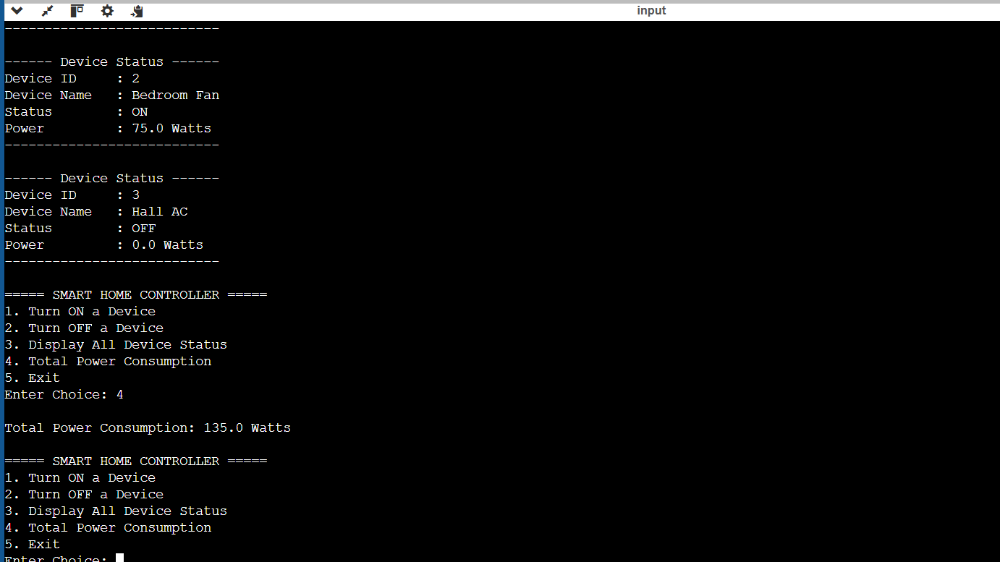 input
---------------------------
------ Device Status ------
Device ID     : 2
Device Name   : Bedroom Fan
Status        : ON
Power         : 75.0 Watts
---------------------------
------ Device Status ------
Device ID     : 3
Device Name   : Hall AC
Status        : OFF
Power         : 0.0 Watts
---------------------------
===== SMART HOME CONTROLLER =====
1. Turn ON a Device
2. Turn OFF a Device
3. Display All Device Status
4. Total Power Consumption
5. Exit
Enter Choice: 4
Total Power Consumption: 135.0 Watts
===== SMART HOME CONTROLLER =====
1. Turn ON a Device
2. Turn OFF a Device
3. Display All Device Status
4. Total Power Consumption
5. Exit
Enter Choice: